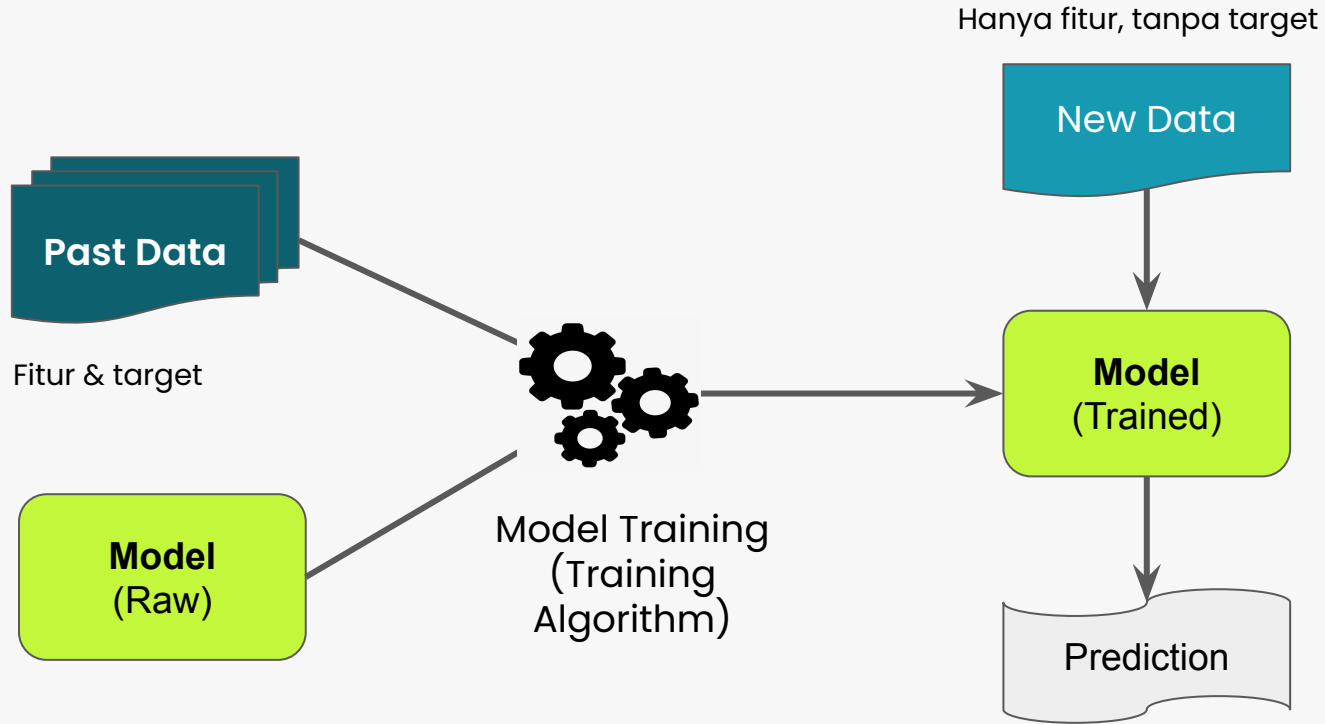 Hanya fitur, tanpa target
New Data
Past Data
Fitur & target
Model
(Trained)
Model
(Raw)
Model Training
(Training
Algorithm)
Prediction